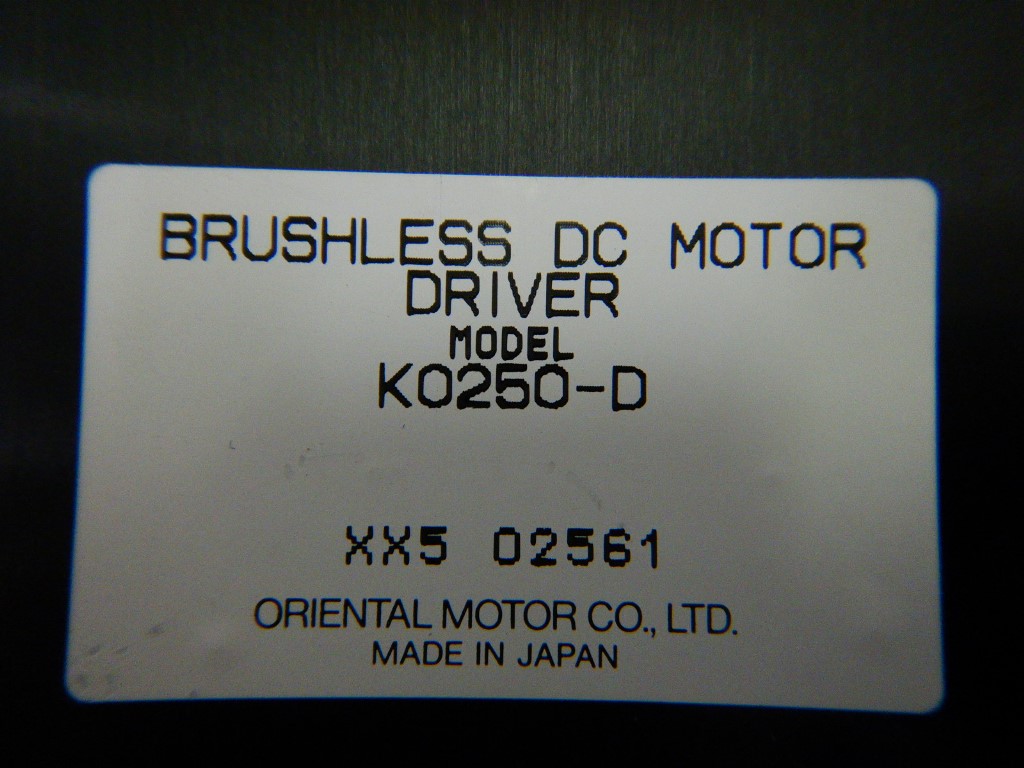 BRUSHLESS DC MOTOR
DRIVER
MODEL
K0250-D
XX5 02561
ORIENTAL MOTOR CO., LTD.
MADE IN JAPAN